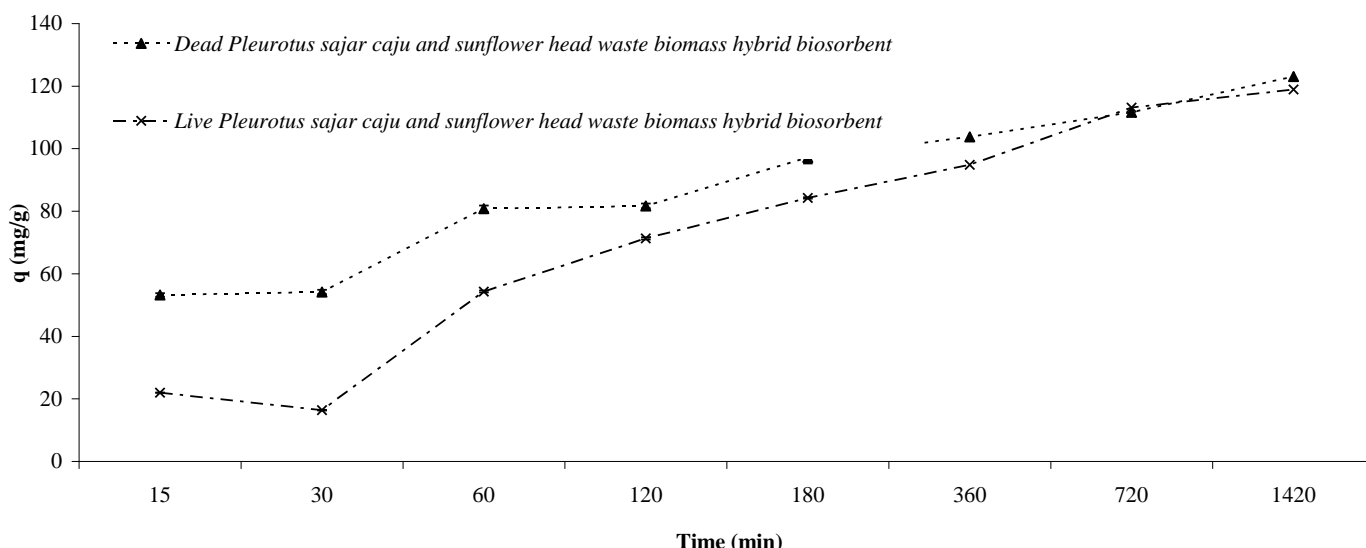 140
120
100
80
60
40
20
0
q (mg/g)
Dead Pleurotus sajar caju and sunflower head waste biomass hybrid biosorbent
Live Pleurotus sajar caju and sunflower head waste biomass hybrid biosorbent
15 30 60 120 180 360 720 1420
Time (min)